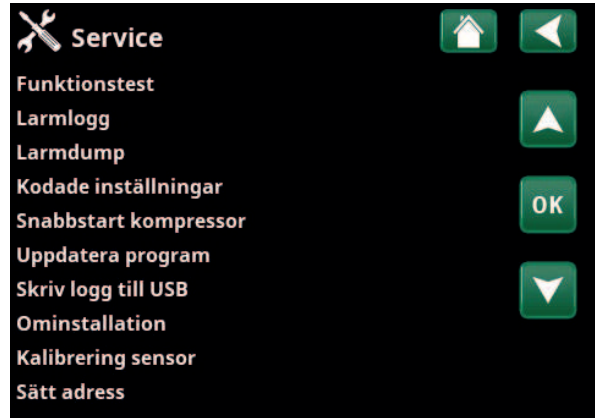 Service
Funktionstest
Larmlogg
Larmdump
Kodade inställningar
Snabbstart kompressor
OK
Uppdatera program
Skriv logg till USB
Ominstallation
Kalibrering sensor
Sätt adress